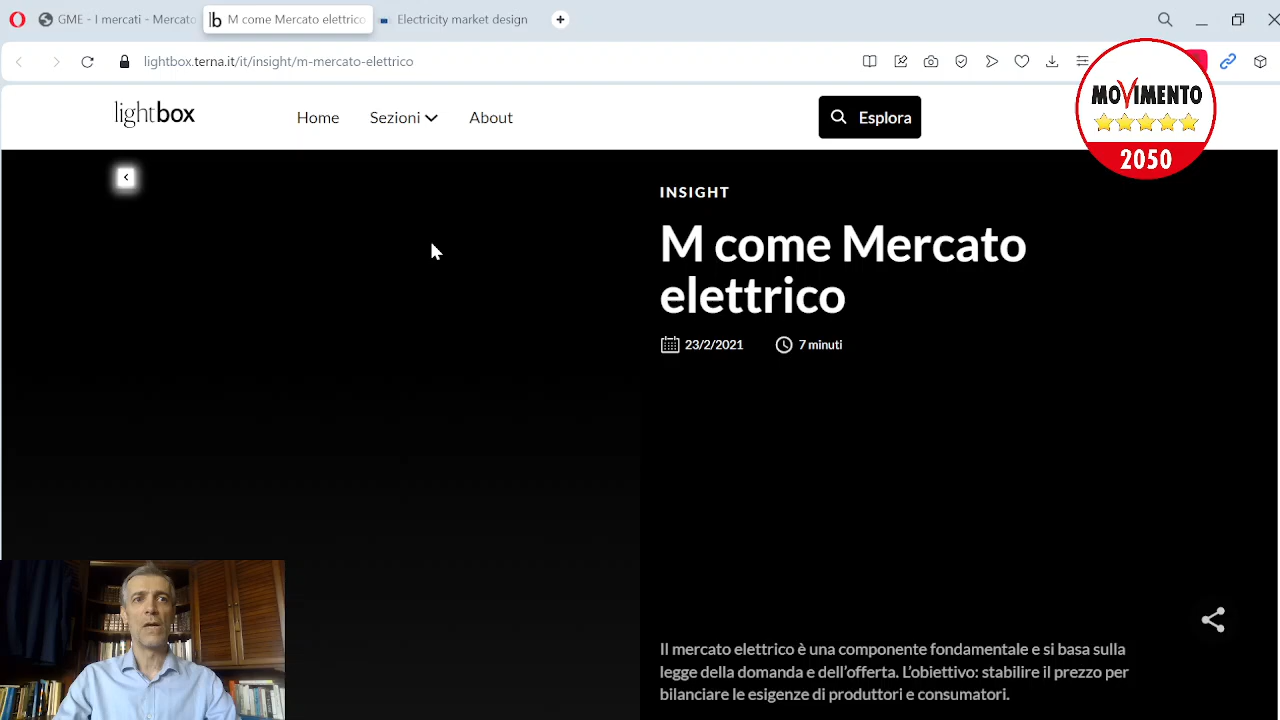 GME - I mercati - Mercato
M come Mercato elettrico
Electricity market design
lightbox.terna.it/it/insight/m-mercato-elettrico
MOVIMENTO
2050
lightbox
Home
Sezioni
About
Esplora
INSIGHT
M come Mercato
elettrico
23/2/2021
7 minuti
Il mercato elettrico è una componente fondamentale e si basa sulla
legge della domanda e dell'offerta. L'obiettivo: stabilire il prezzo per
bilanciare le esigenze di produttori e consumatori.